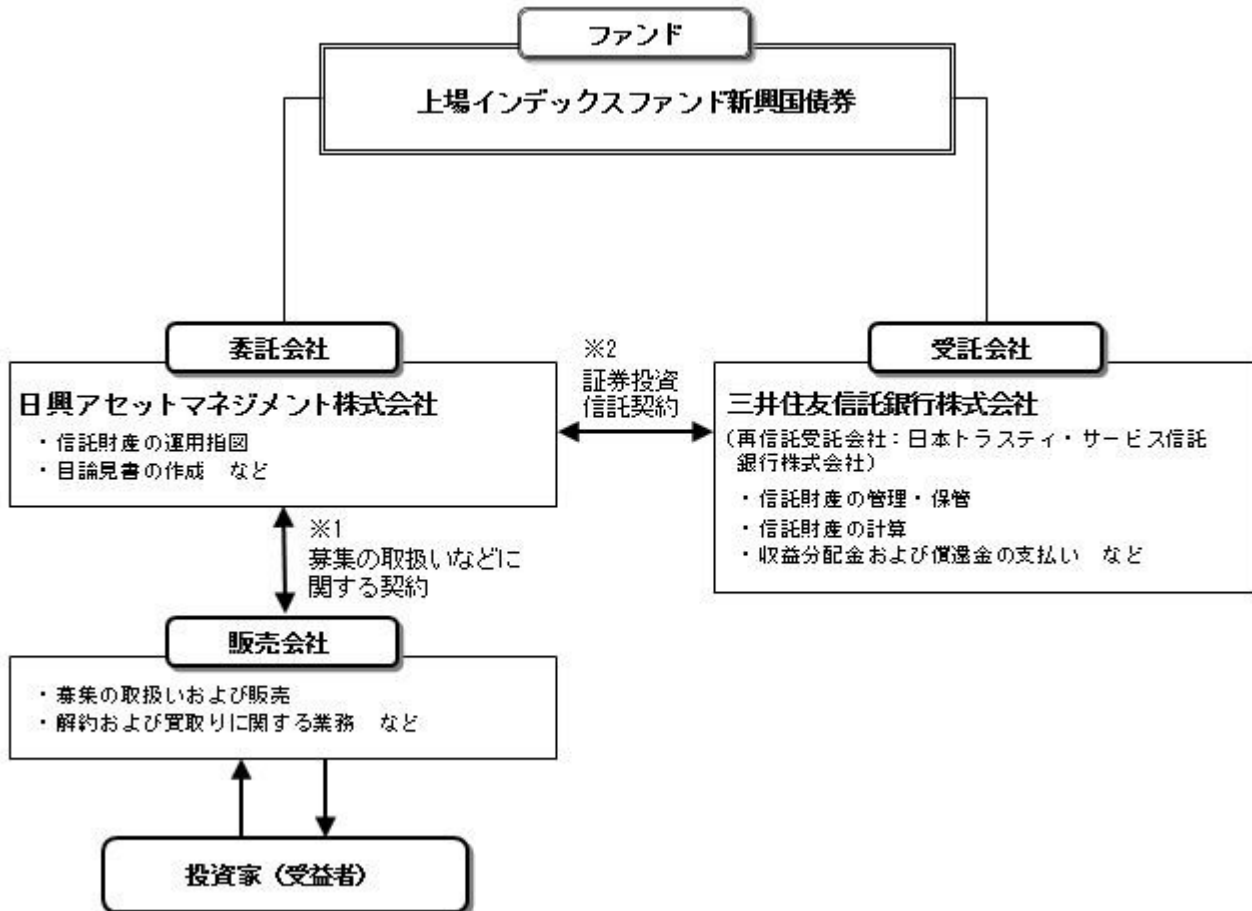 ファンド
上場インデックスファンド新興国債券
委託会社
日興アセットマネジメント株式会社
・信託財産の運用指図
・目論見書の作成　など
※2
証券投資
信託契約
受託会社
三井住友信託銀行株式会社
(再信託受託会社：日本トラスティ・サービス信託
銀行株式会社)
・信託財産の管理・保管
・信託財産の計算
・収益分配金および償還金の支払い　など
※1
募集の取扱いなどに
関する契約
販売会社
・募集の取扱いおよび販売
・解約および買取りに関する業務　など
投資家（受益者）